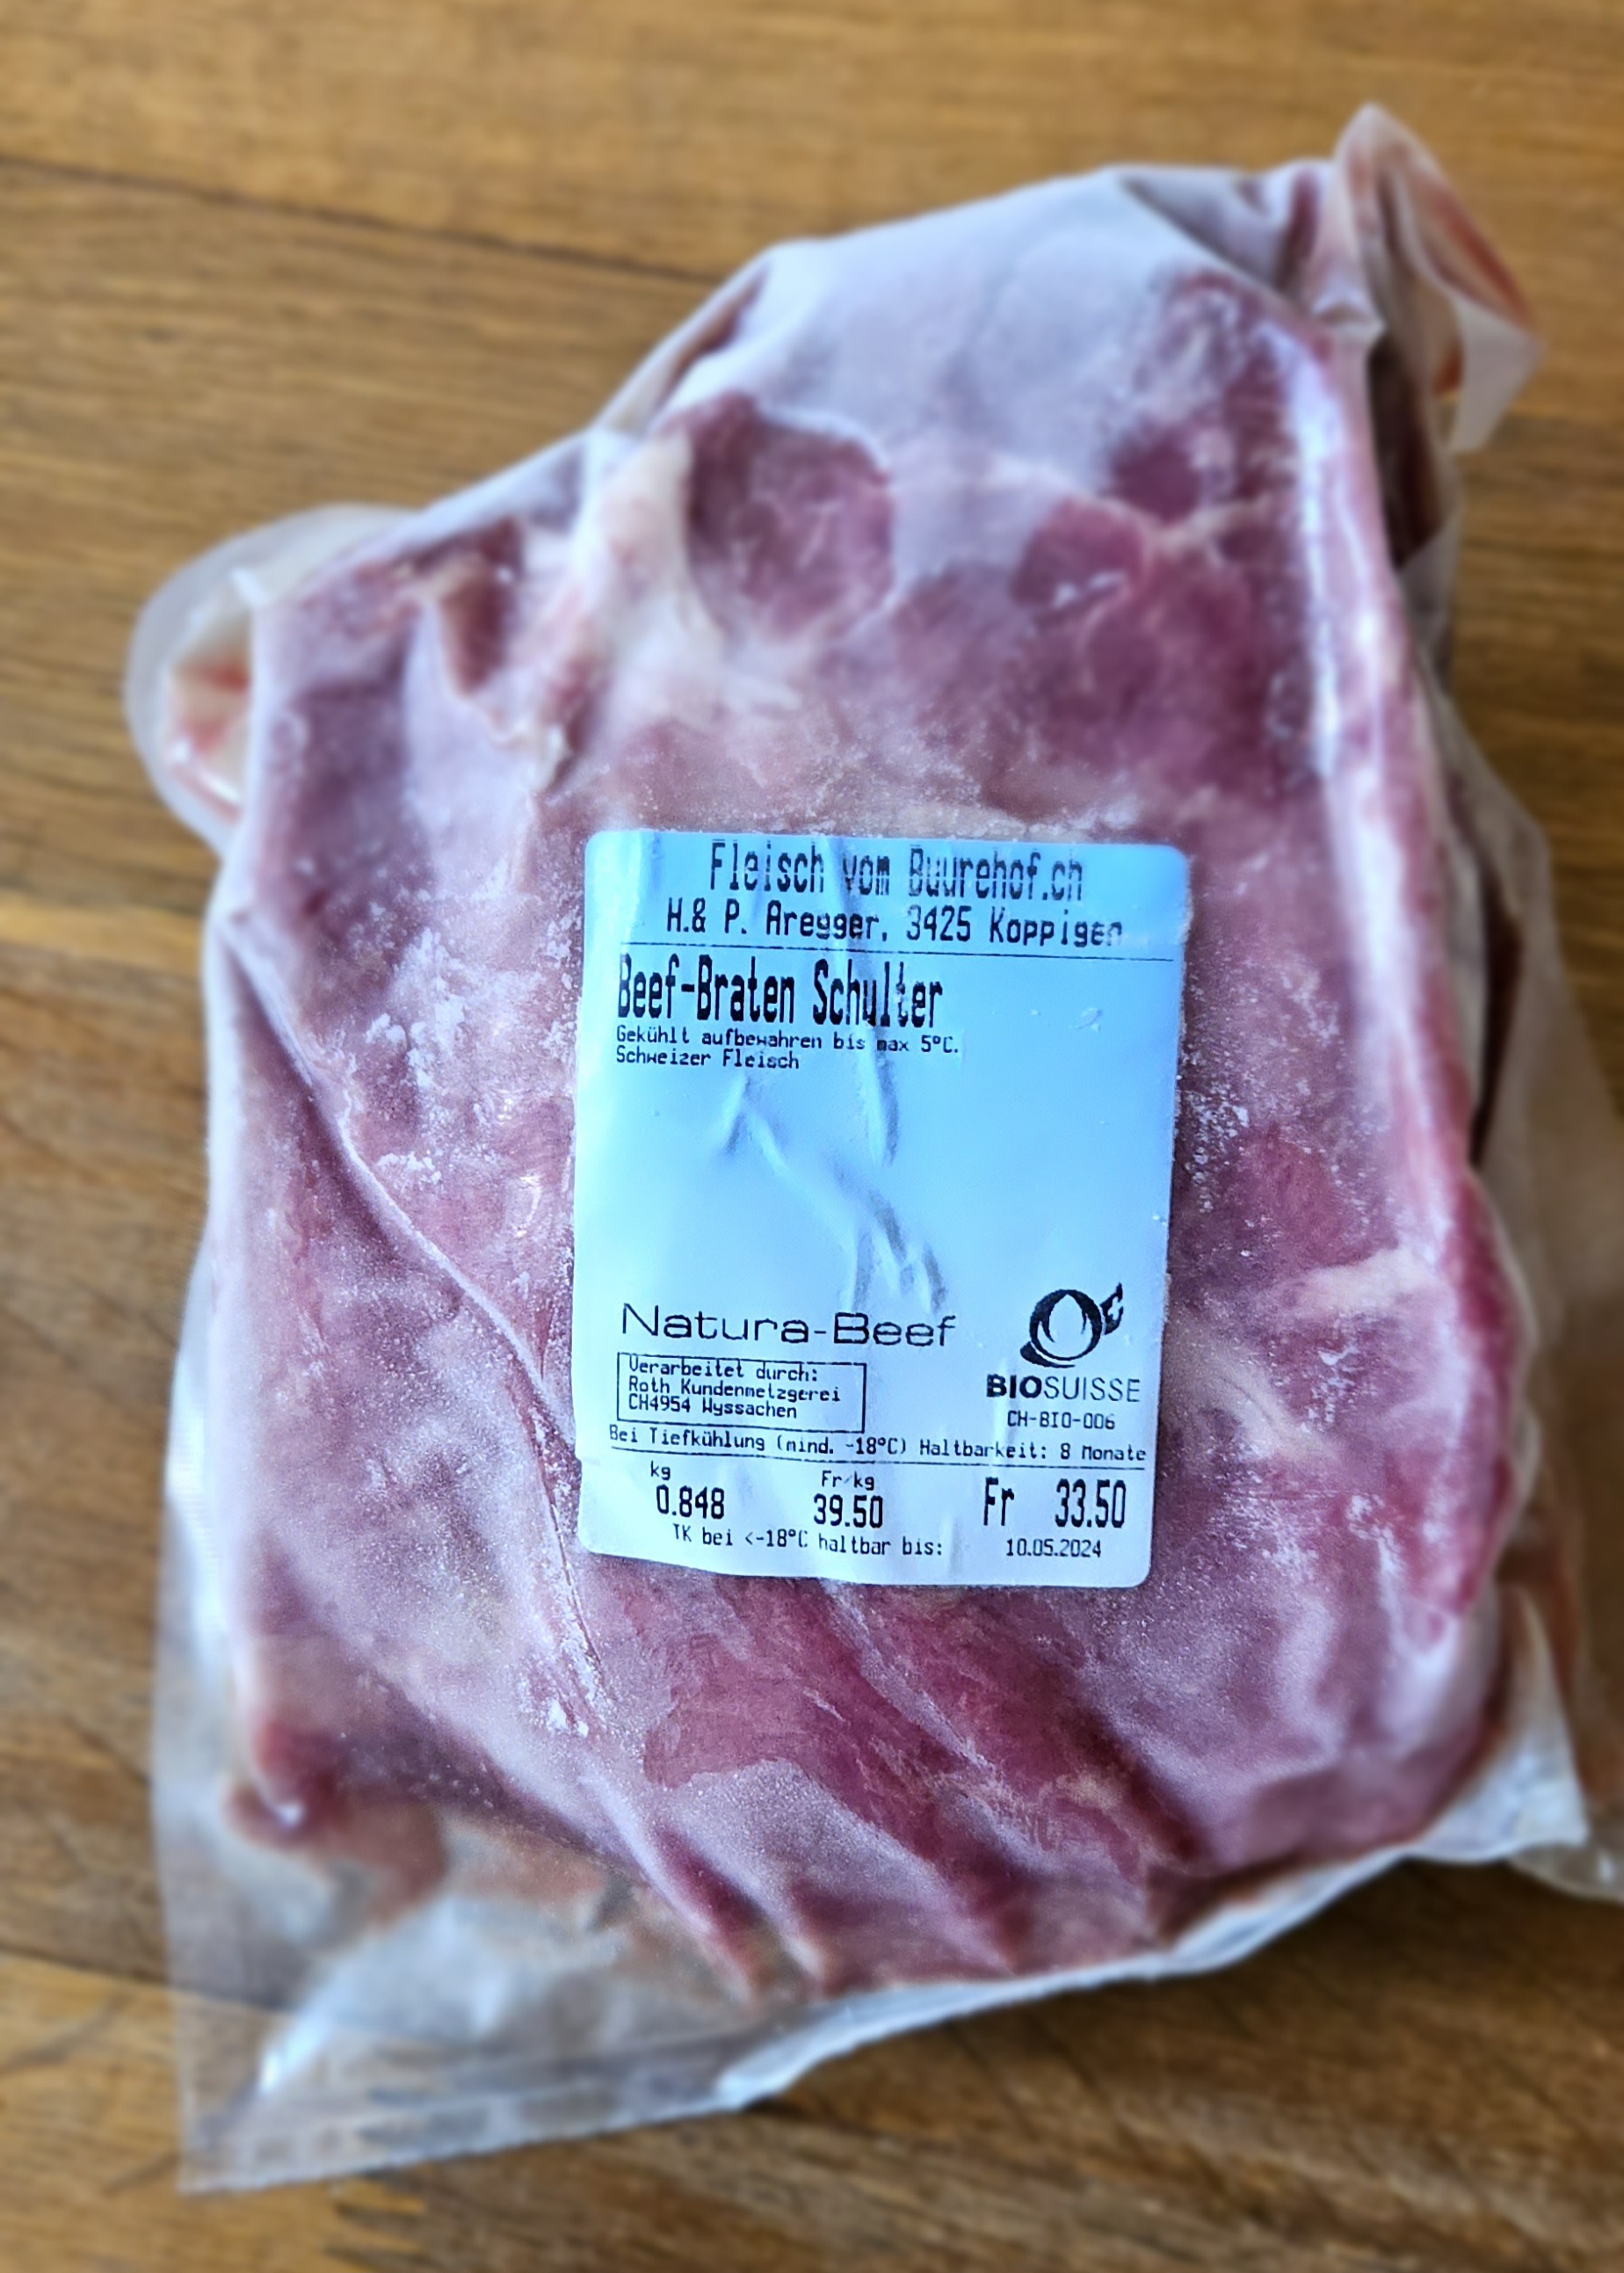 Fleisch vom Buurehof.ch
H.& P. Aregger, 3425 Koppigen
Beef-Braten Schulter
Gekühlt aufbewahren bis max 5°C.
Schweizer Fleisch
Natura-Beef
Verarbeitet durch:
Roth Kundenmetzgerei
CH4954 Wyssachen
BIOSUISSE
CH-BIO-006
Bei Tiefkühlung (mind. -18°C) Haltbarkeit: 8 Monate
kg Fr/kg
0.848 39.50 Fr 33.50
TK bei <-18°C haltbar bis: 10.05.2024